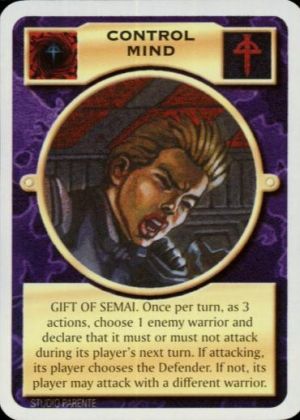 CONTROL
MIND
GIFT OF SEMAI. Once per turn, as 3
actions, choose 1 enemy warrior and
declare that it must or must not attack
during its player's next turn. If attacking,
its player chooses the Defender. If not, its
player may attack with a different warrior.
STUDIO PARENTE